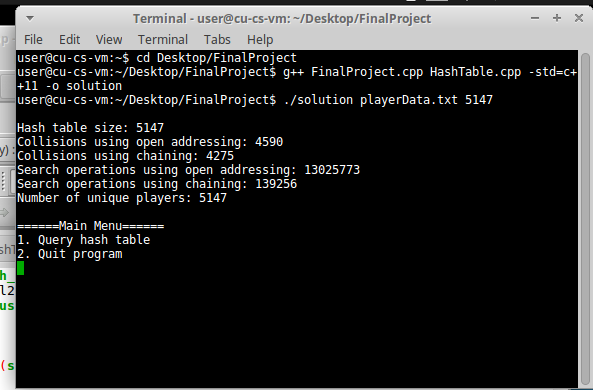 Terminal - user@cu-cs-vm: ~/Desktop/FinalProject
File Edit View Terminal Tabs Help
user@cu-cs-vm:~$ cd Desktop/FinalProject
user@cu-cs-vm:~/Desktop/FinalProject$ g++ FinalProject.cpp HashTable.cpp -std=c+
+11 -o solution
user@cu-cs-vm:~/Desktop/FinalProject$ ./solution playerData.txt 5147
Hash table size: 5147
Collisions using open addressing: 4590
Collisions using chaining: 4275
Search operations using open addressing: 13025773
Search operations using chaining: 139256
Number of unique players: 5147
======Main Menu======
1. Query hash table
2. Quit program